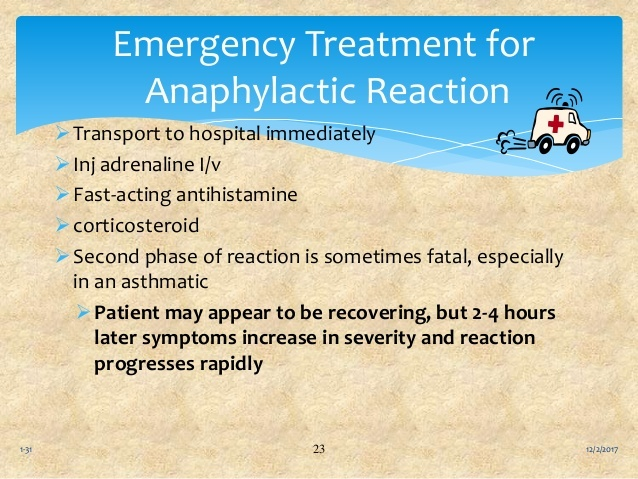 Emergency Treatment for
Anaphylactic Reaction
Transport to hospital immediately
Inj adrenaline I/v
Fast-acting antihistamine
corticosteroid
Second phase of reaction is sometimes fatal, especially
in an asthmatic
Patient may appear to be recovering, but 2-4 hours
later symptoms increase in severity and reaction
progresses rapidly
1-31
23
12/2/2017